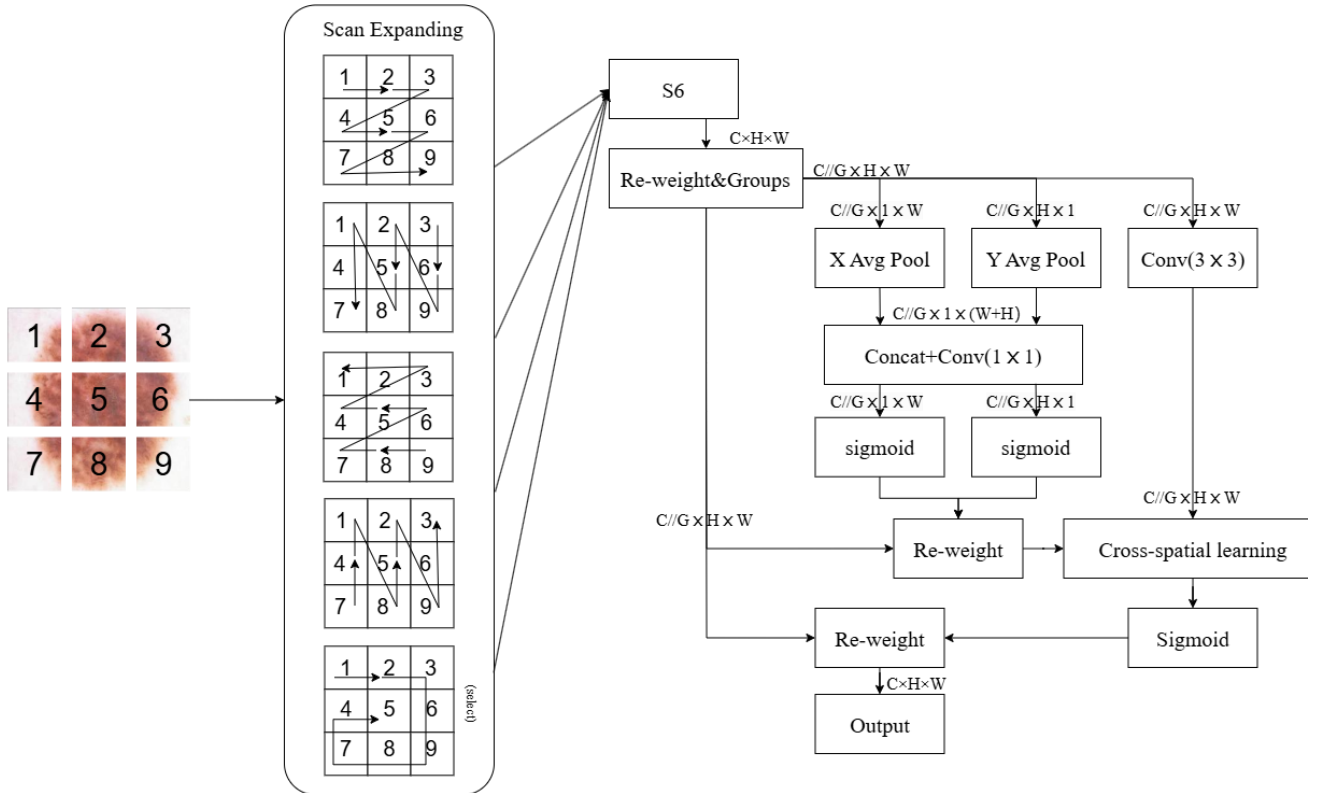 1 2 3
4 5 6
7 8 9
Scan Expanding
1 2 3
4 5 6
7 8 9
1 2 3
4 5 6
7 8 9
1 2 3
4 5 6
7 8 9
1 2 3
4 5 6
7 8 9
1 2 3
4 5 6
7 8 9
(select)
S6
C×H×W
Re-weight&Groups
C//G×H×W
C//G×1×W
C//G×H×1
C//G×H×W
X Avg Pool
Y Avg Pool
Conv(3×3)
C//G×1×(W+H)
Concat+Conv(1×1)
C//G×1×W
C//G×H×1
sigmoid
sigmoid
C//G×H×W
C//G×H×W
Re-weight
Cross-spatial learning
Re-weight
Sigmoid
C×H×W
Output